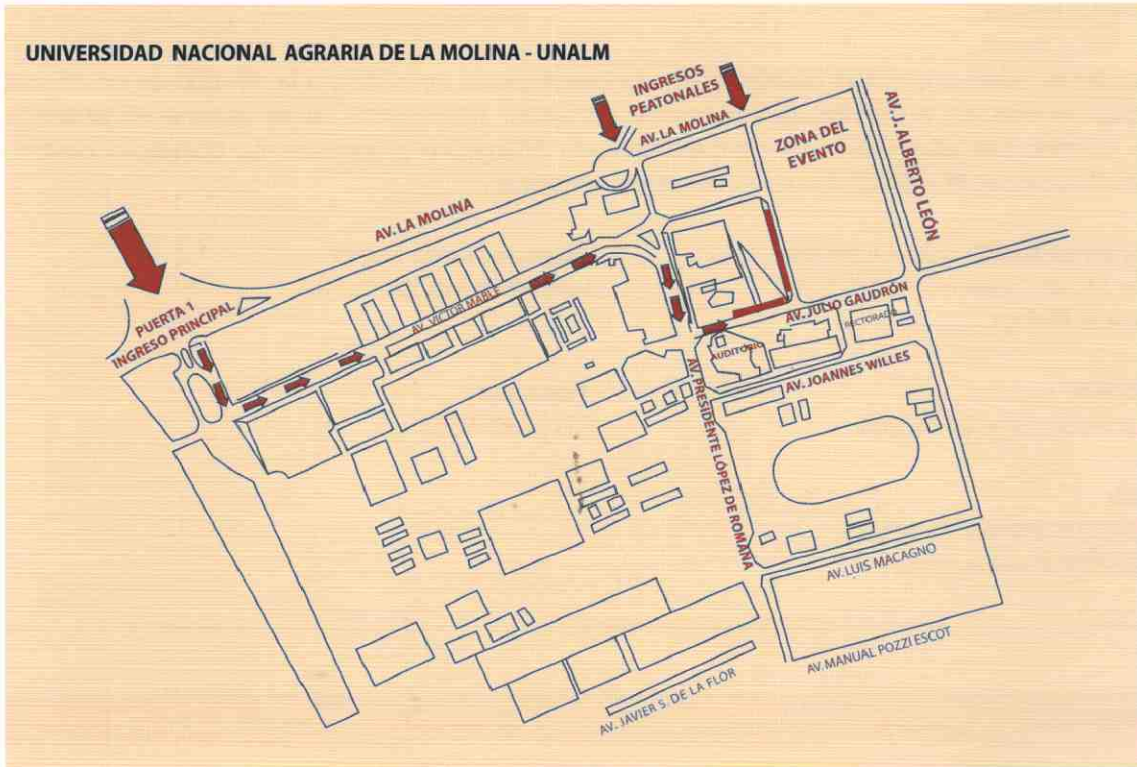 UNIVERSIDAD NACIONAL AGRARIA DE LA MOLINA - UNALM
INGRESOS
PEATONALES
AV. LA MOLINA
ZONA DEL
EVENTO
AV. J. ALBERTO LEÓN
AV. LA MOLINA
PUERTA 1
INGRESO PRINCIPAL
AV. VICTOR MARLE
AV. JULIO GAUDRÓN
RECTORADO
AUDITORIO
AV. JOANNES WILLES
AV. PRESIDENTE LÓPEZ DE ROMAÑA
AV. LUIS MACAGNO
AV. MANUAL POZZI ESCOT
AV. JAVIER S. DE LA FLOR